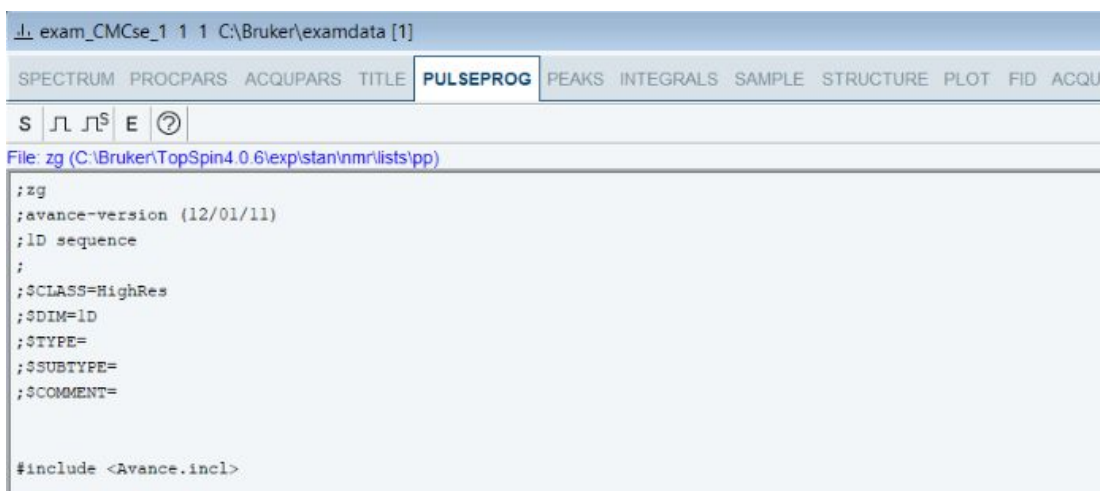 exam_CMCse_1 1 1 C:\Bruker\examdata [1]
SPECTRUM PROCPARS ACQUPARS TITLE PULSEPROG PEAKS INTEGRALS SAMPLE STRUCTURE PLOT FID ACQU
S S E ?
File: zg (C:\Bruker\TopSpin4.0.6\exp\stan\nmr\lists\pp)
;zg
;avance-version (12/01/11)
;1D sequence
;
;$CLASS=HighRes
;$DIM=1D
;$TYPE=
;$SUBTYPE=
;$COMMENT=
#include <Avance.incl>